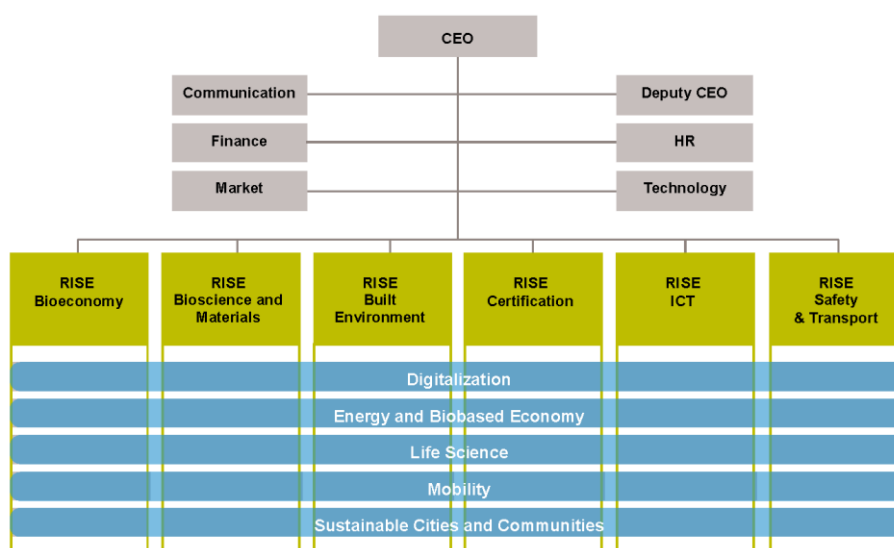 CEO
Communication
Deputy CEO
Finance
HR
Market
Technology
RISE
Bioeconomy
RISE
Bioscience and
Materials
RISE
Built
Environment
RISE
Certification
RISE
ICT
RISE
Safety
& Transport
Digitalization
Energy and Biobased Economy
Life Science
Mobility
Sustainable Cities and Communities